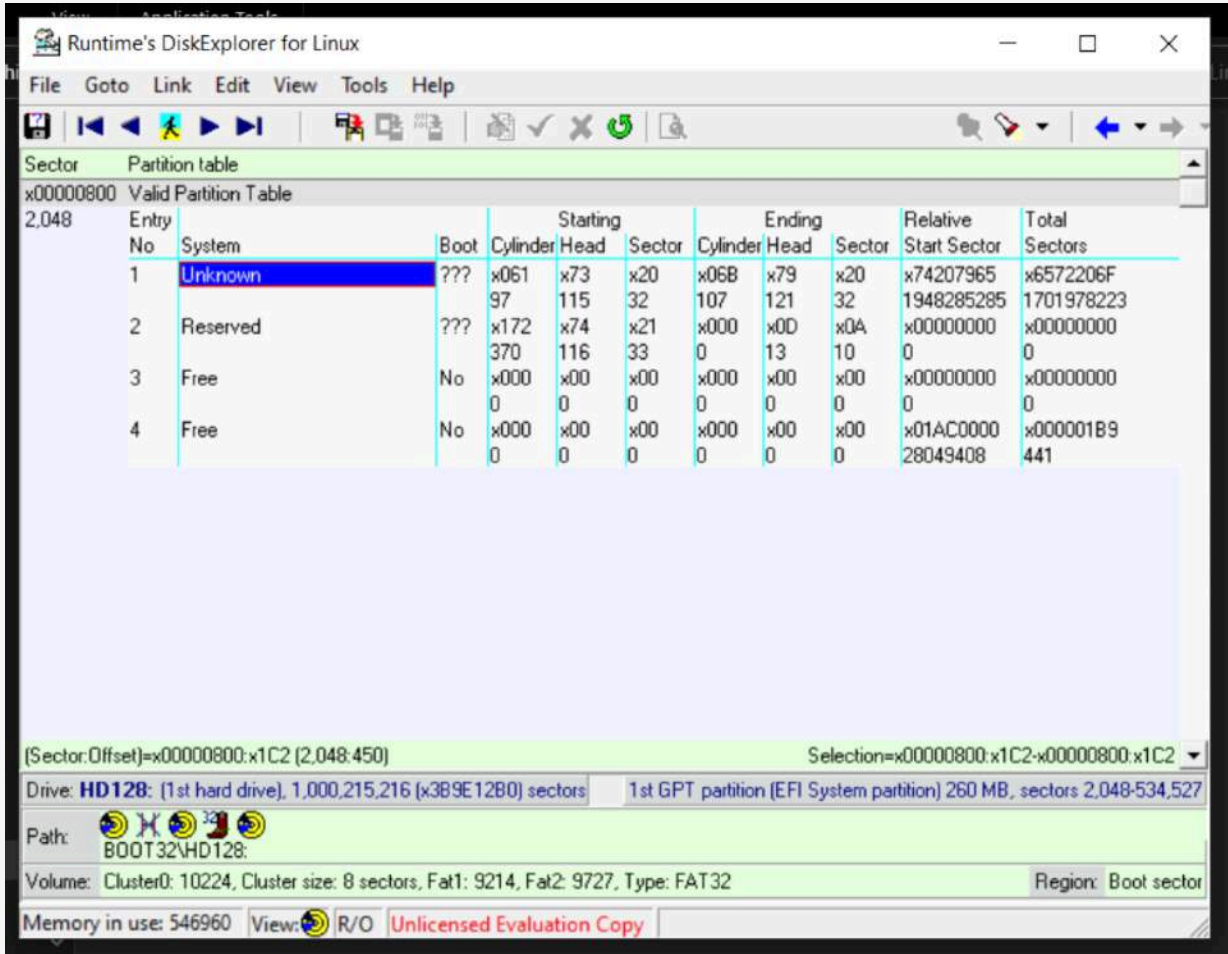 View Application Tools
Runtime's DiskExplorer for Linux
File Goto Link Edit View Tools Help
Sector Partition table
x00000800 Valid Partition Table
2,048 Entry Starting Ending Relative Total
No System Boot Cylinder Head Sector Cylinder Head Sector Start Sector Sectors
1 Unknown ??? x061 x73 x20 x06B x79 x20 x74207965 x6572206F
97 115 32 107 121 32 1948285285 1701978223
2 Reserved ??? x172 x74 x21 x000 x0D x0A x00000000 x00000000
370 116 33 0 13 10 0 0
3 Free No x000 x00 x00 x000 x00 x00 x00000000 x00000000
0 0 0 0 0 0 0 0
4 Free No x000 x00 x00 x000 x00 x00 x01AC0000 x000001B9
0 0 0 0 0 0 28049408 441
(Sector:Offset)=x00000800:x1C2 (2,048:450) Selection=x00000800:x1C2-x00000800:x1C2
Drive: HD128: (1st hard drive), 1,000,215,216 (x3B9E12B0) sectors 1st GPT partition (EFI System partition) 260 MB, sectors 2,048-534,527
32
Path: BOOT32\HD128:
Volume: Cluster0: 10224, Cluster size: 8 sectors, Fat1: 9214, Fat2: 9727, Type: FAT32 Region: Boot sector
Memory in use: 546960 View: R/O Unlicensed Evaluation Copy